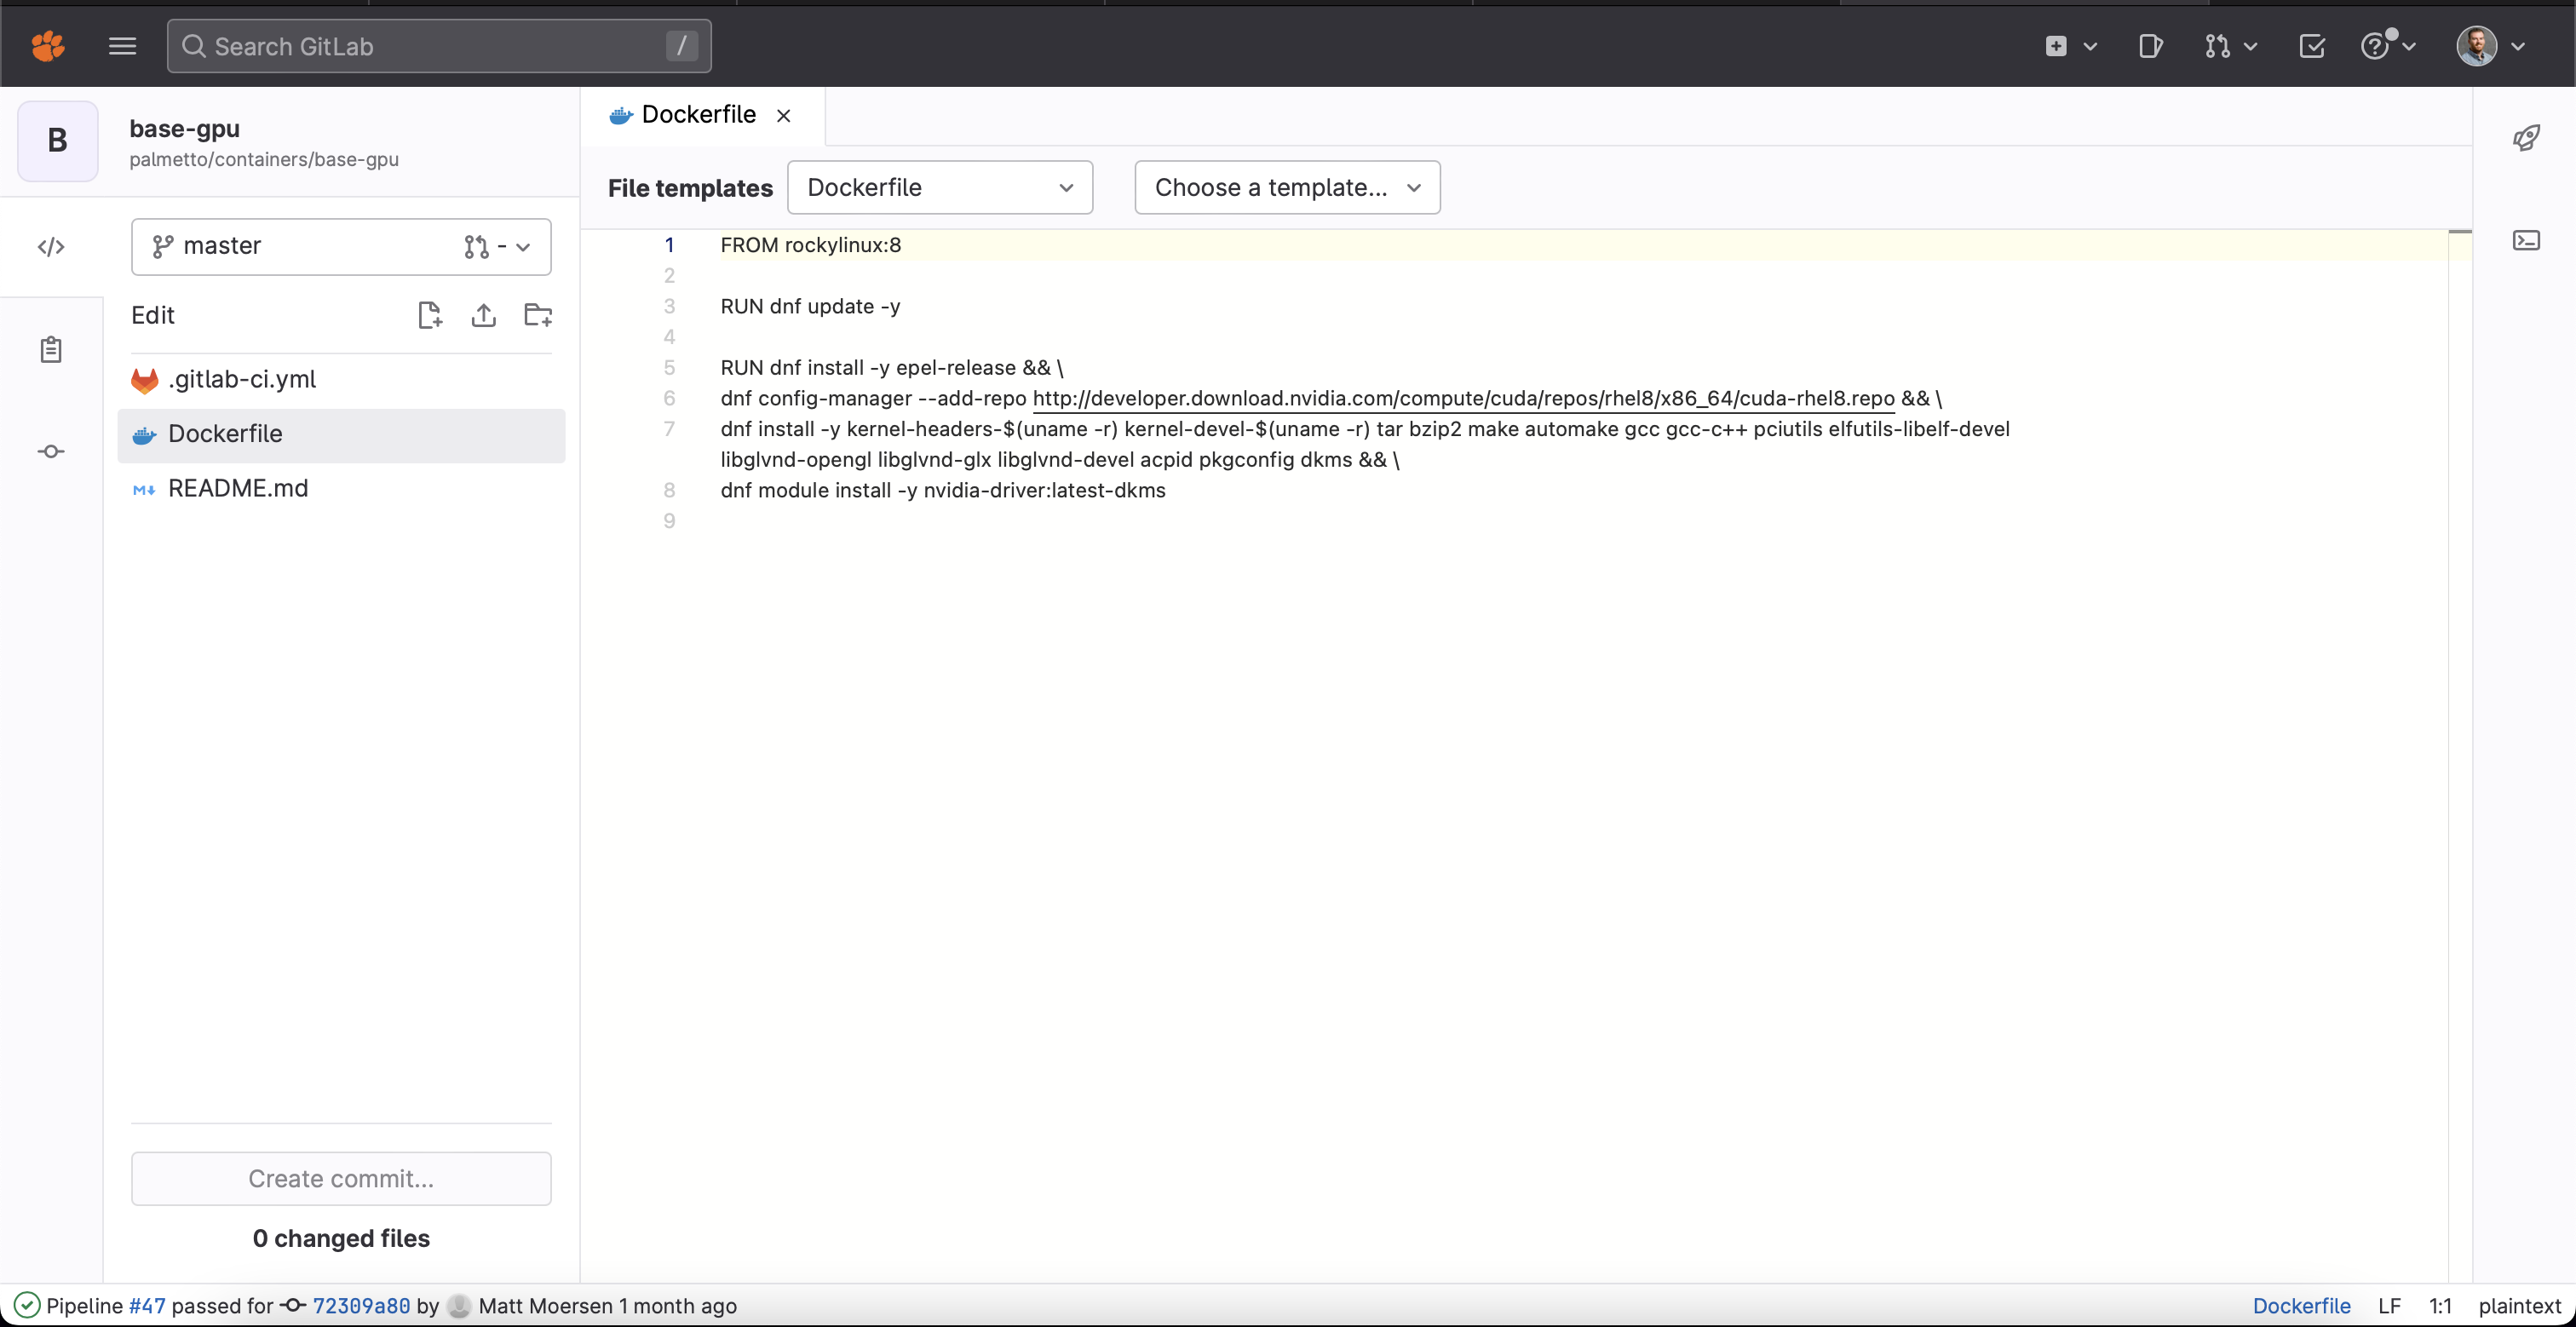 Search GitLab /
B
base-gpu
palmetto/containers/base-gpu
master -
Edit
.gitlab-ci.yml
Dockerfile
README.md
Create commit...
0 changed files
Dockerfile
File templates Dockerfile Choose a template...
1 FROM rockylinux:8
2
3 RUN dnf update -y
4
5 RUN dnf install -y epel-release && \
6 dnf config-manager --add-repo http://developer.download.nvidia.com/compute/cuda/repos/rhel8/x86_64/cuda-rhel8.repo && \
7 dnf install -y kernel-headers-$(uname -r) kernel-devel-$(uname -r) tar bzip2 make automake gcc gcc-c++ pciutils elfutils-libelf-devel
libglvnd-opengl libglvnd-glx libglvnd-devel acpid pkgconfig dkms && \
8 dnf module install -y nvidia-driver:latest-dkms
9
Pipeline #47 passed for 72309a80 by Matt Moersen 1 month ago
Dockerfile LF 1:1 plaintext